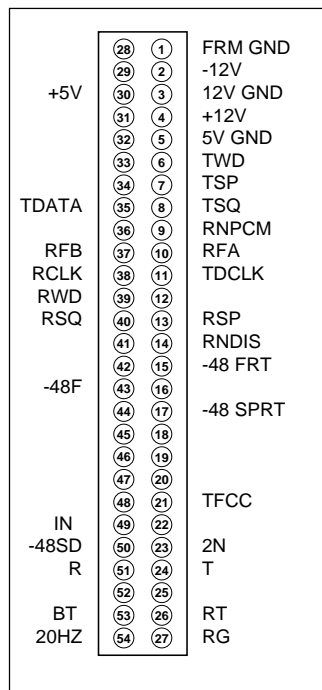 28 1 FRM GND
29 2 -12V
+5V 30 3 12V GND
31 4 +12V
32 5 5V GND
33 6 TWD
34 7 TSP
TDATA 35 8 TSQ
36 9 RNPCM
RFB 37 10 RFA
RCLK 38 11 TDCLK
RWD 39 12
RSQ 40 13 RSP
41 14 RNDIS
42 15 -48 FRT
-48F 43 16
44 17 -48 SPRT
45 18
46 19
47 20
48 21 TFCC
IN 49 22
-48SD 50 23 2N
R 51 24 T
52 25
BT 53 26 RT
20HZ 54 27 RG